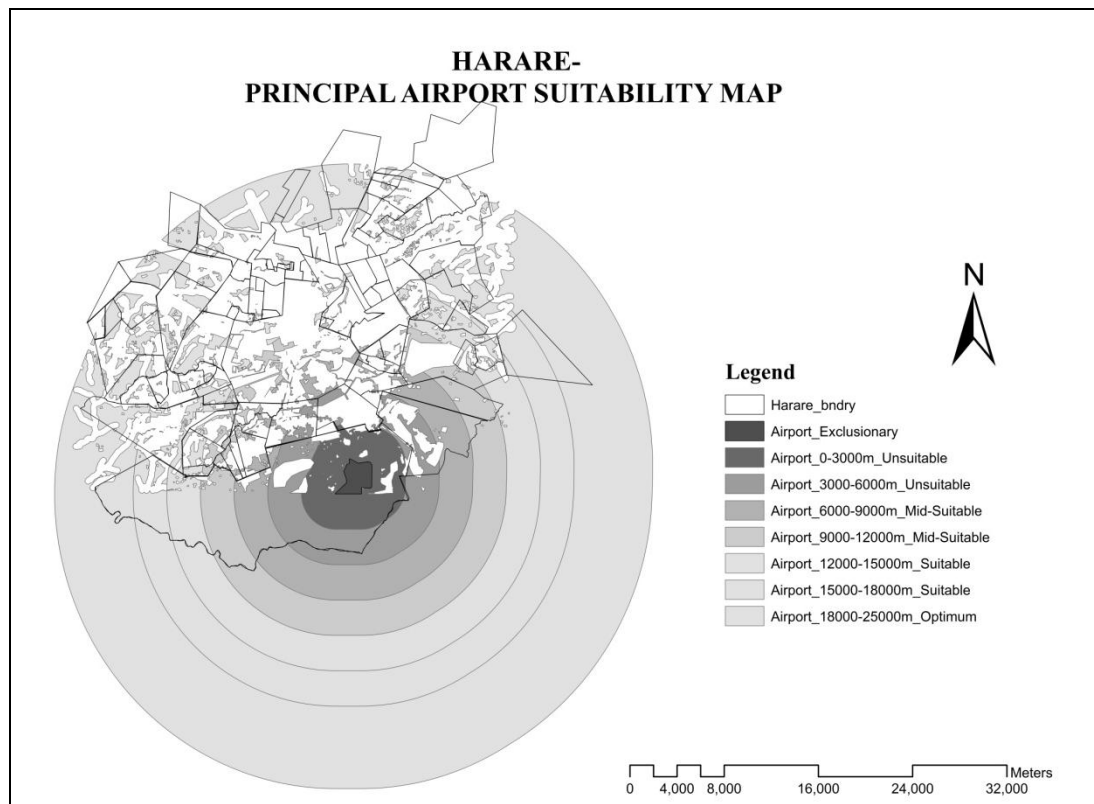 HARARE-
PRINCIPAL AIRPORT SUITABILITY MAP
N
Legend
Harare_bndry
Airport_Exclusionary
Airport_0-3000m_Unsuitable
Airport_3000-6000m_Unsuitable
Airport_6000-9000m_Mid-Suitable
Airport_9000-12000m_Mid-Suitable
Airport_12000-15000m_Suitable
Airport_15000-18000m_Suitable
Airport_18000-25000m_Optimum
Meters
0 4,000 8,000 16,000 24,000 32,000